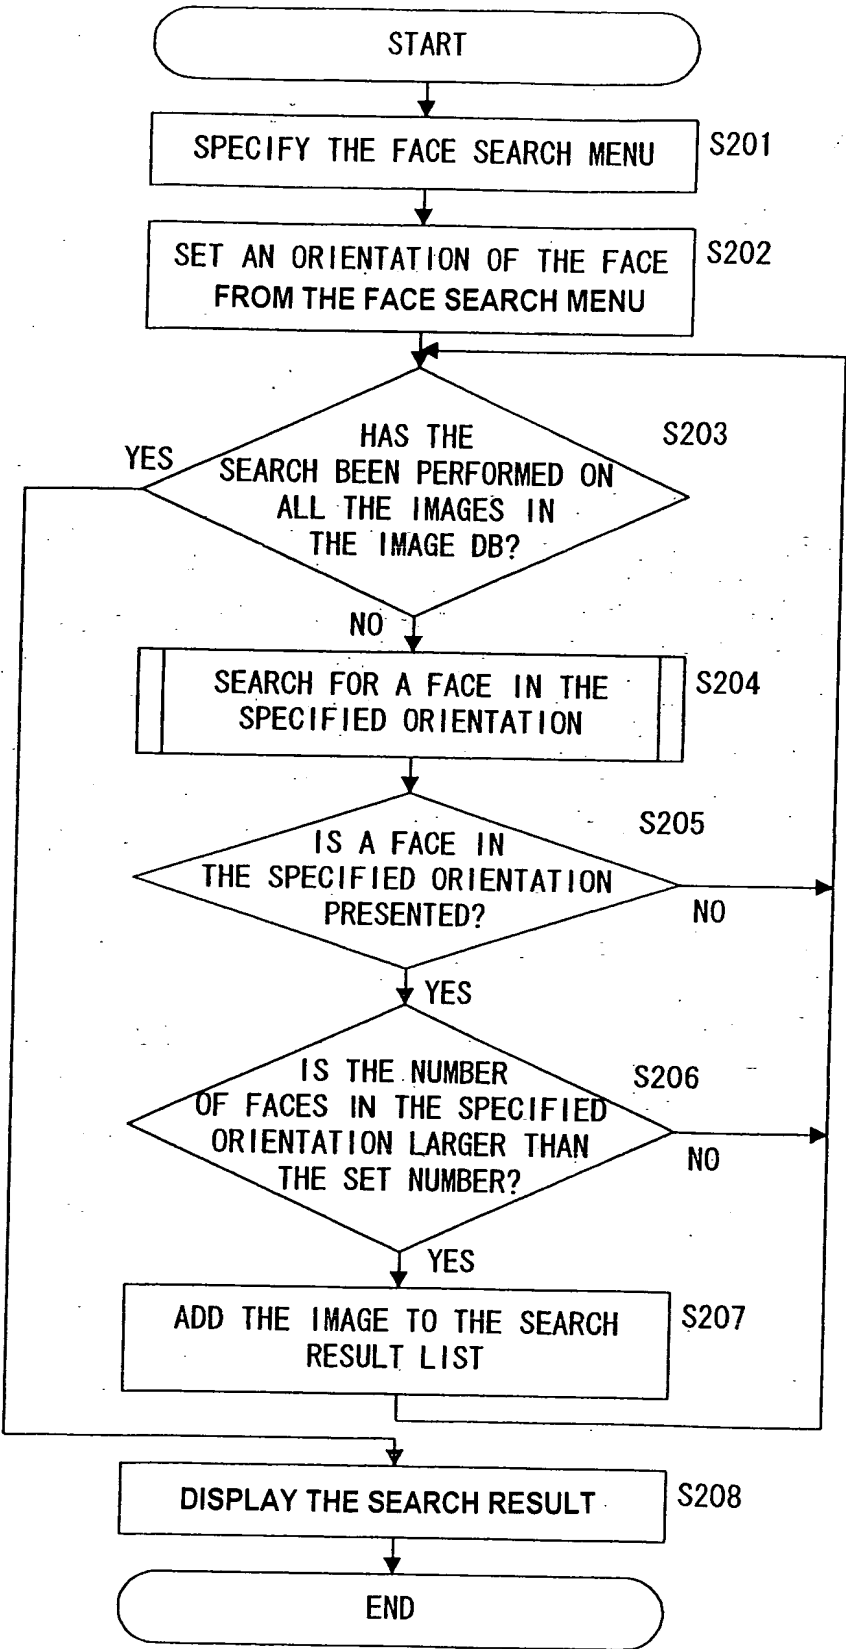 START
SPECIFY THE FACE SEARCH MENU
S201
SET AN ORIENTATION OF THE FACE
FROM THE FACE SEARCH MENU
S202
HAS THE
SEARCH BEEN PERFORMED ON
ALL THE IMAGES IN
THE IMAGE DB?
S203
YES
NO
SEARCH FOR A FACE IN THE
SPECIFIED ORIENTATION
S204
IS A FACE IN
THE SPECIFIED ORIENTATION
PRESENTED?
S205
NO
YES
IS THE NUMBER
OF FACES IN THE SPECIFIED
ORIENTATION LARGER THAN
THE SET NUMBER?
S206
NO
YES
ADD THE IMAGE TO THE SEARCH
RESULT LIST
S207
DISPLAY THE SEARCH RESULT
S208
END